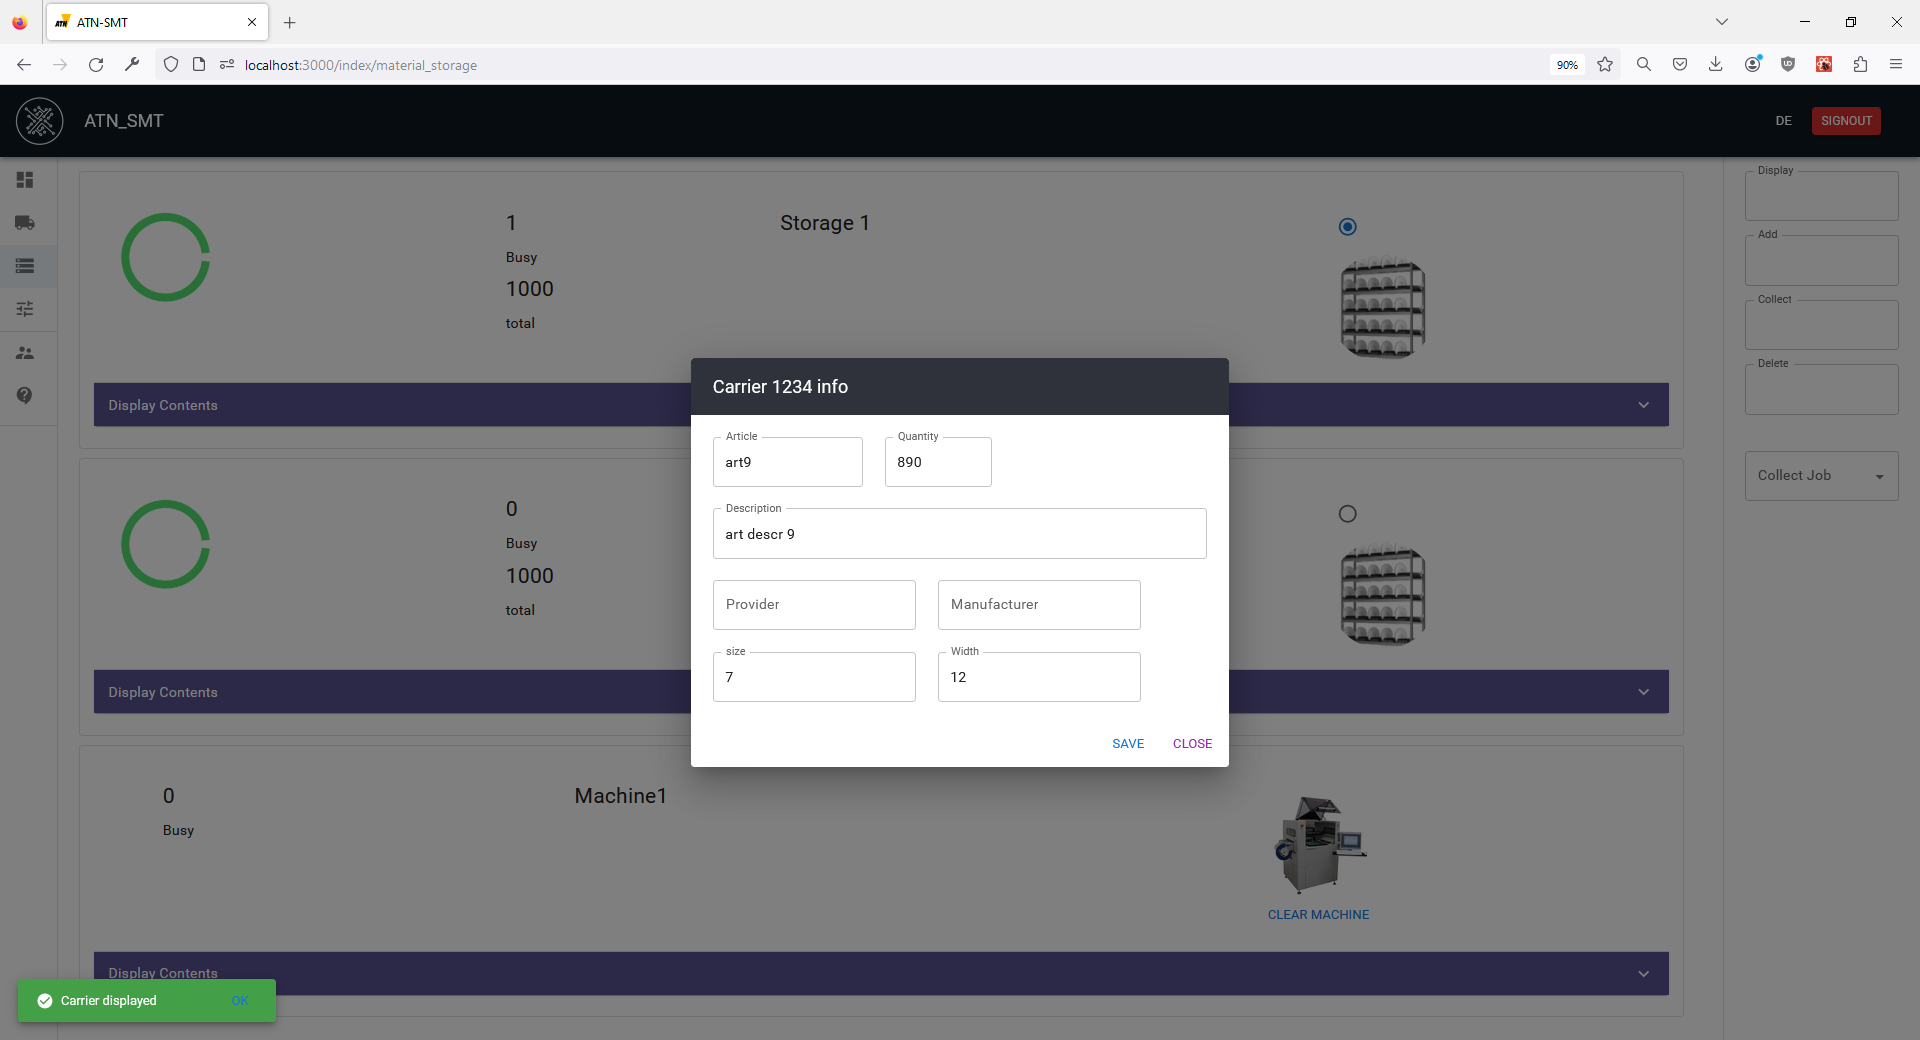 ATN-SMT
localhost:3000/index/material_storage
90%
ATN_SMT
DE
SIGNOUT
1
Busy
1000
total
Storage 1
Display Contents
0
Busy
1000
total
Display Contents
0
Busy
Machine1
CLEAR MACHINE
Display Contents
Display
Add
Collect
Delete
Collect Job
Carrier 1234 info
Article
art9
Quantity
890
Description
art descr 9
Provider
Manufacturer
size
7
Width
12
SAVE
CLOSE
Carrier displayed
OK